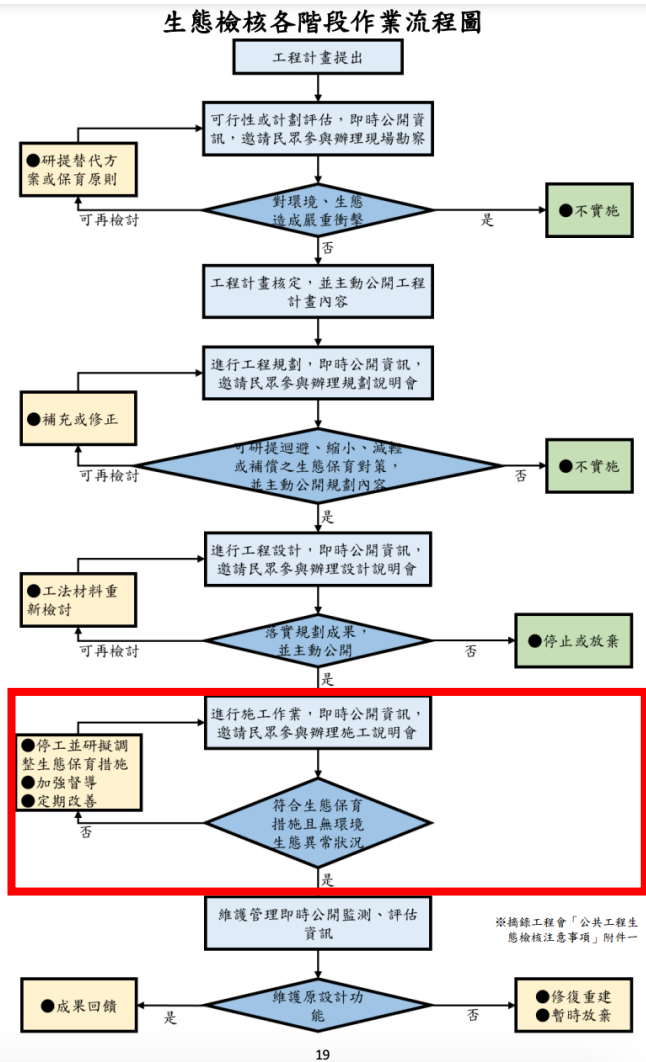 生態檢核各階段作業流程圖
工程計畫提出
可行性或計劃評估，即時公開資
訊，邀請民眾參與辦理現場勘察
●研提替代方
案或保育原則
對環境、生態
造成嚴重衝擊
可再檢討
是
●不實施
否
工程計畫核定，並主動公開工程
計畫內容
進行工程規劃，即時公開資訊，
邀請民眾參與辦理規劃說明會
●補充或修正
可研提迴避、縮小、減輕
或補償之生態保育對策，
並主動公開規劃內容
可再檢討
否
●不實施
是
進行工程設計，即時公開資訊，
邀請民眾參與辦理設計說明會
●工法材料重
新檢討
落實規劃成果，
並主動公開
可再檢討
否
●停止或放棄
是
進行施工作業，即時公開資訊，
邀請民眾參與辦理施工說明會
●停工並研擬調
整生態保育措施
●加強督導
●定期改善
符合生態保育
措施且無環境
生態異常狀況
否
是
維護管理即時公開監測、評估
資訊
※摘錄工程會「公共工程生
態檢核注意事項」附件一
維護原設計功
能
●成果回饋
是
否
●修復重建
●暫時放棄
19